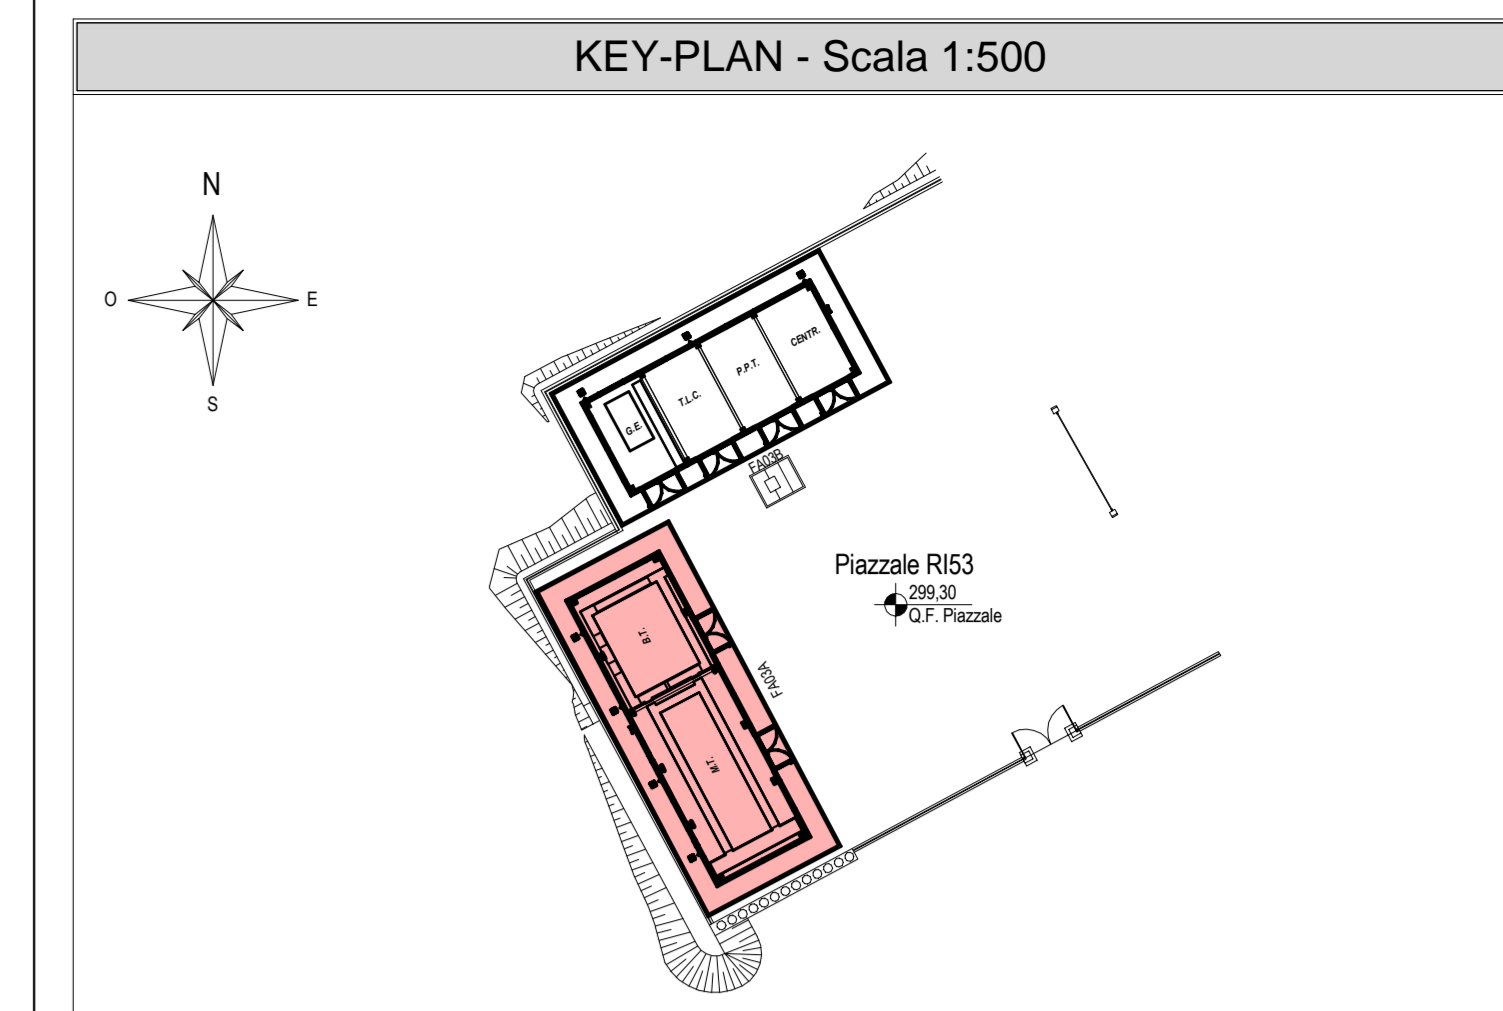 KEY-PLAN - Scala 1:500
N
O
E
S
CENTR.
P.P.T.
T.L.C.
G.E.
FA03B
Piazzale RI53
299,30
Q.F. Piazzale
B.T.
FA03A
M.T.